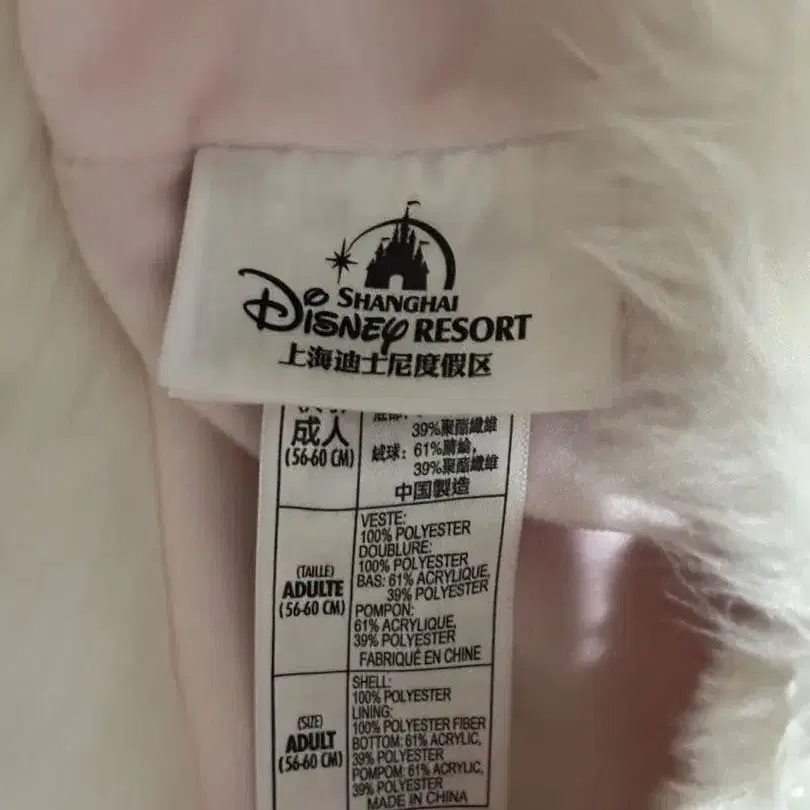 SHANGHAI
Disney RESORT
上海迪士尼度假区
成人
(56-60 CM)
39%聚酯纖維
絨球: 61%腈綸,
39%聚酯纖維
中国製造
(TAILLE)
ADULTE
(56-60 CM)
VESTE:
100% POLYESTER
DOUBLURE:
100% POLYESTER
BAS: 61% ACRYLIQUE,
39% POLYESTER
POMPON:
61% ACRYLIQUE,
39% POLYESTER
FABRIQUÉ EN CHINE
(SIZE)
ADULT
(56-60 CM)
SHELL:
100% POLYESTER
LINING:
100% POLYESTER FIBER
BOTTOM: 61% ACRYLIC,
39% POLYESTER
POMPOM: 61% ACRYLIC,
39% POLYESTER
MADE IN CHINA